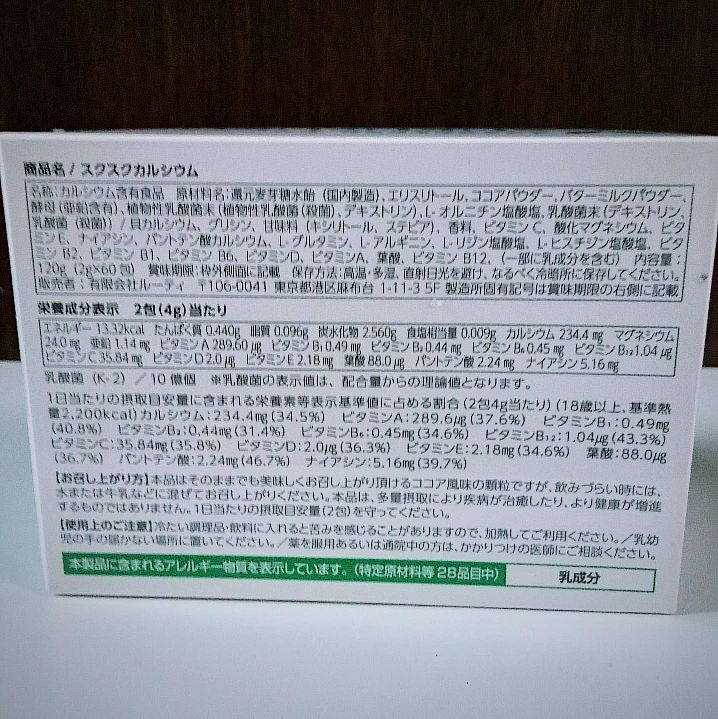 商品名 / スクスクカルシウム
名称:カルシウム含有食品 原材料名:還元麦芽糖水飴(国内製造)、エリスリトール、ココアパウダー、バターミルクパウダー、
酵母(亜鉛含有)、植物性乳酸菌末(植物性乳酸菌(殺菌)、デキストリン)、L-オルニチン塩酸塩、乳酸菌末(デキストリン、
乳酸菌(殺菌))/貝カルシウム、グリシン、甘味料(キシリトール、ステビア)、香料、ビタミンC、酸化マグネシウム、ビタ
ミンE、ナイアシン、パントテン酸カルシウム、L-グルタミン、L-アルギニン、L-リジン塩酸塩、L-ヒスチジン塩酸塩、ビタ
ミンB2、ビタミンB1、ビタミンB6、ビタミンD、ビタミンA、葉酸、ビタミンB12、(一部に乳成分を含む) 内容量:
120g(2g×60包) 賞味期限:枠外側面に記載 保存方法:高温・多湿、直射日光を避け、なるべく冷暗所に保存してください。
販売者:有限会社ルーティ 〒106-0041 東京都港区麻布台1-11-3 5F 製造所固有記号は賞味期限の右側に記載
栄養成分表示 2包(4g)当たり
エネルギー 13.32kcal たんぱく質 0.440g 脂質 0.096g 炭水化物 2.560g 食塩相当量 0.009g カルシウム 234.4mg マグネシウム
24.0mg 亜鉛 1.14mg ビタミンA 289.60μg ビタミンB₁ 0.49mg ビタミンB₂ 0.44mg ビタミンB₆ 0.45mg ビタミンB₁₂ 1.04μg
ビタミンC 35.84mg ビタミンD 2.0μg ビタミンE 2.18mg 葉酸 88.0μg パントテン酸 2.24mg ナイアシン 5.16mg
乳酸菌(K-2)/10億個 ※乳酸菌の表示値は、配合量からの理論値となります。
1日当たりの摂取目安量に含まれる栄養素等表示基準値に占める割合(2包4g当たり)(18歳以上、基準熱
量2,200kcal)カルシウム:234.4mg(34.5%) ビタミンA:289.6μg(37.6%) ビタミンB₁:0.49mg
(40.8%) ビタミンB₂:0.44mg(31.4%) ビタミンB₆:0.45mg(34.6%) ビタミンB₁₂:1.04μg(43.3%)
ビタミンC:35.84mg(35.8%) ビタミンD:2.0μg(36.3%) ビタミンE:2.18mg(34.6%) 葉酸:88.0μg
(36.7%) パントテン酸:2.24mg(46.7%) ナイアシン:5.16mg(39.7%)
【お召し上がり方】本品はそのままでも美味しくお召し上がり頂けるココア風味の顆粒ですが、飲みづらい時には、
水または牛乳などに混ぜてお召し上がりください。本品は、多量摂取により疾病が治癒したり、より健康が増進
するものではありません。1日当たりの摂取目安量(2包)を守ってください。
【使用上のご注意】冷たい調理品・飲料に入れると苦みを感じることがありますので、加熱してご利用ください。/乳幼
児の手の届かない場所に置いてください。/薬を服用あるいは通院中の方は、かかりつけの医師にご相談ください。
本製品に含まれるアレルギー物質を表示しています。(特定原材料等28品目中) 乳成分